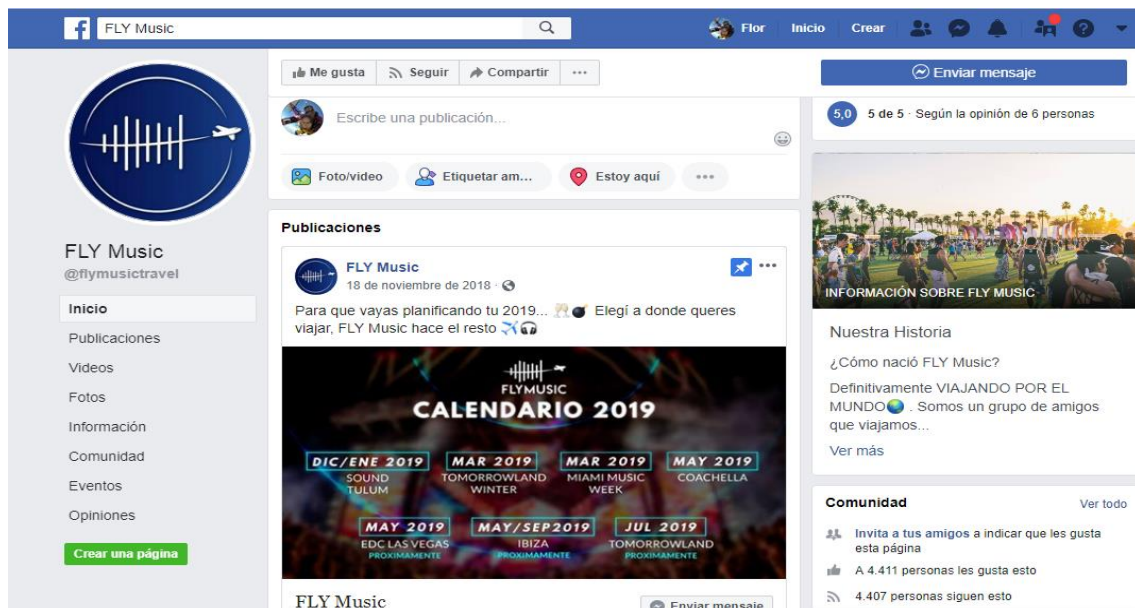 FLY Music
Flor
Inicio
Crear
FLY Music
@flymusictravel
Inicio
Publicaciones
Videos
Fotos
Información
Comunidad
Eventos
Opiniones
Crear una página
Me gusta
Seguir
Compartir
Escribe una publicación...
Foto/video
Etiquetar am...
Estoy aquí
Publicaciones
FLY Music
18 de noviembre de 2018 ·
Para que vayas planificando tu 2019... 🥂💣 Elegí a donde queres
viajar, FLY Music hace el resto ✈️🎧
FLYMUSIC
CALENDARIO 2019
DIC/ENE 2019
SOUND
TULUM
MAR 2019
TOMORROWLAND
WINTER
MAR 2019
MIAMI MUSIC
WEEK
MAY 2019
COACHELLA
MAY 2019
EDC LAS VEGAS
PROXIMAMENTE
MAY/SEP2019
IBIZA
PROXIMAMENTE
JUL 2019
TOMORROWLAND
PROXIMAMENTE
FLY Music
Enviar mensaje
Enviar mensaje
5,0 5 de 5 · Según la opinión de 6 personas
INFORMACIÓN SOBRE FLY MUSIC
Nuestra Historia
¿Cómo nació FLY Music?
Definitivamente VIAJANDO POR EL
MUNDO🌏 . Somos un grupo de amigos
que viajamos...
Ver más
Comunidad
Ver todo
Invita a tus amigos a indicar que les gusta
esta página
A 4.411 personas les gusta esto
4.407 personas siguen esto